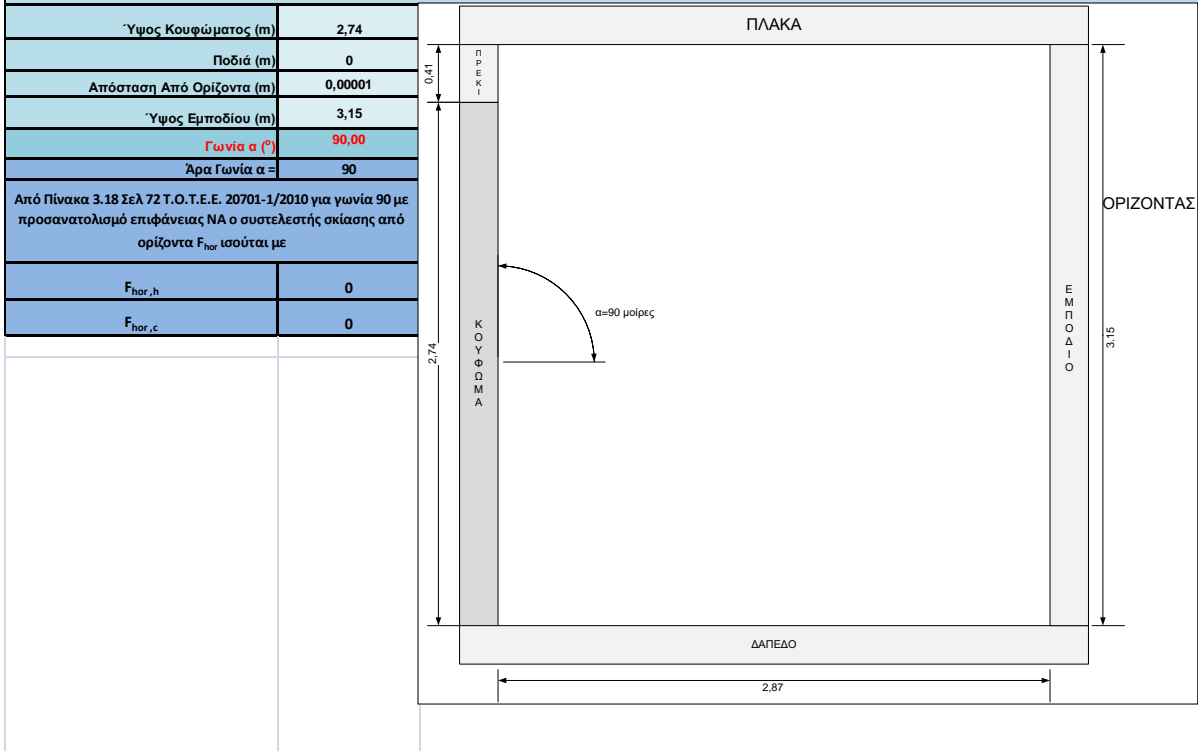 Ύψος Κουφώματος (m) 2,74
Ποδιά (m) 0
Απόσταση Από Ορίζοντα (m) 0,00001
Ύψος Εμποδίου (m) 3,15
Γωνία α (°) 90,00
Άρα Γωνία α = 90
Από Πίνακα 3.18 Σελ 72 Τ.Ο.Τ.Ε.Ε. 20701-1/2010 για γωνία 90 με
προσανατολισμό επιφάνειας ΝΑ ο συστελεστής σκίασης από
ορίζοντα Fhor ισούται με
Fhor,h 0
Fhor,c 0
ΠΛΑΚΑ
ΠΡΕΚΙ
0,41
ΟΡΙΖΟΝΤΑΣ
α=90 μοίρες
ΚΟΥΦΩΜΑ
2,74
ΕΜΠΟΔΙΟ
3.15
ΔΑΠΕΔΟ
2,87